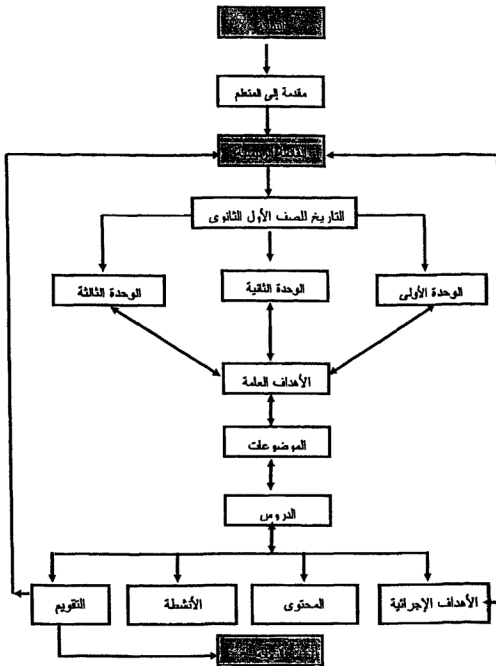 مقدمة إلى المتعلم
التاريخ للصف الأول الثانوى
الوحدة الأولى
الوحدة الثنية
الوحدة الثالثة
الأهداف العامة
الموضوعات
الدروس
الأهداف الإجرائية
المحتوى
الأنشطة
التقويم